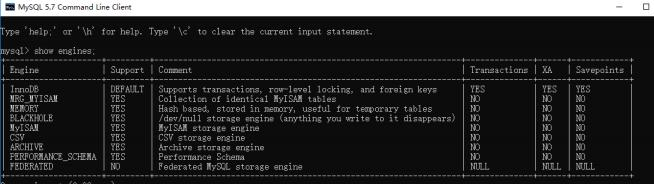 MySQL 5.7 Command Line Client
Type 'help;' or '\h' for help. Type '\c' to clear the current input statement.
mysql> show engines;
| Engine | Support | Comment | Transactions | XA | Savepoints |
| InnoDB | DEFAULT | Supports transactions, row-level locking, and foreign keys | YES | YES | YES |
| MRG_MYISAM | YES | Collection of identical MyISAM tables | NO | NO | NO |
| MEMORY | YES | Hash based, stored in memory, useful for temporary tables | NO | NO | NO |
| BLACKHOLE | YES | /dev/null storage engine (anything you write to it disappears) | NO | NO | NO |
| MyISAM | YES | MyISAM storage engine | NO | NO | NO |
| CSV | YES | CSV storage engine | NO | NO | NO |
| ARCHIVE | YES | Archive storage engine | NO | NO | NO |
| PERFORMANCE_SCHEMA | YES | Performance Schema | NO | NO | NO |
| FEDERATED | NO | Federated MySQL storage engine | NULL | NULL | NULL |